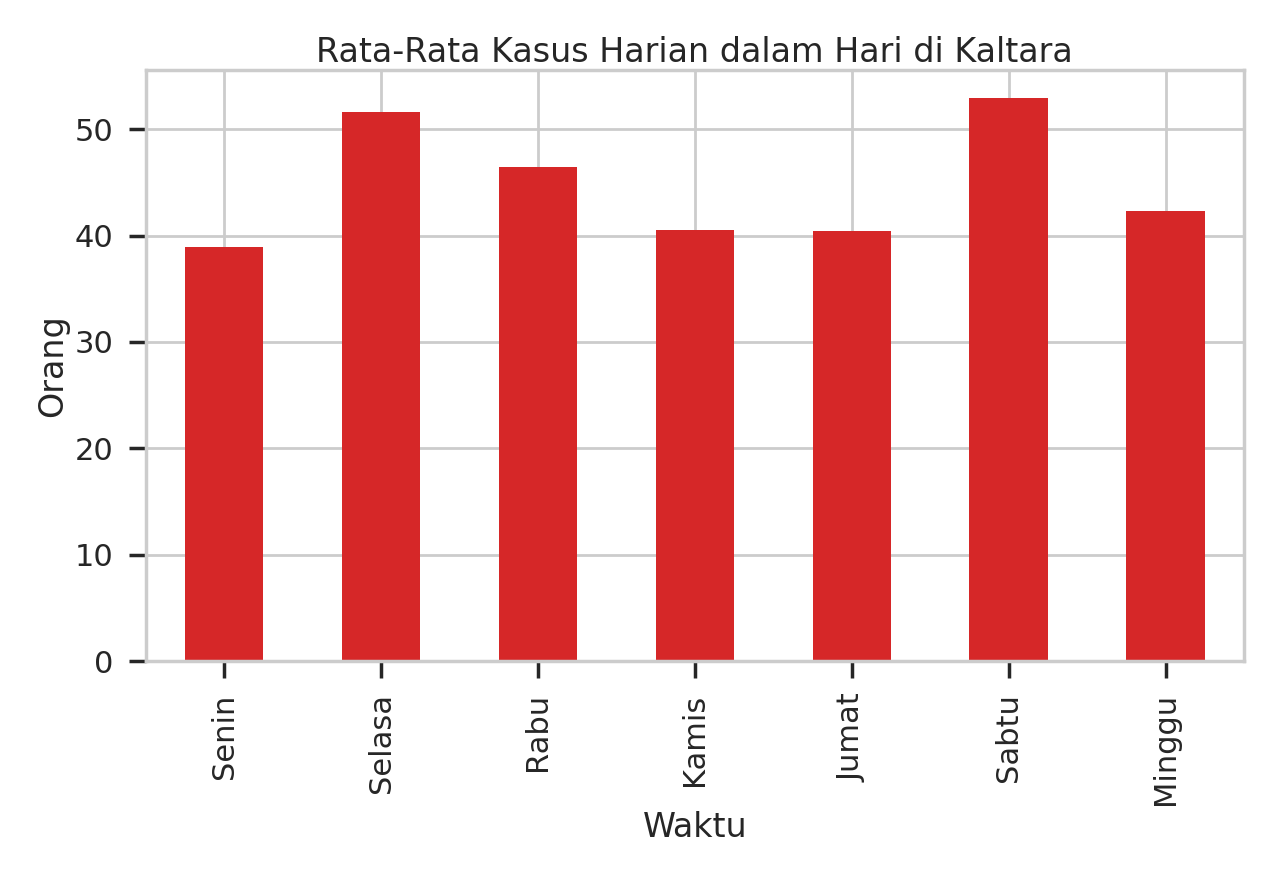 Rata-Rata Kasus Harian dalam Hari di Kaltara
Orang
50
40
30
20
10
0
Senin
Selasa
Rabu
Kamis
Jumat
Sabtu
Minggu
Waktu